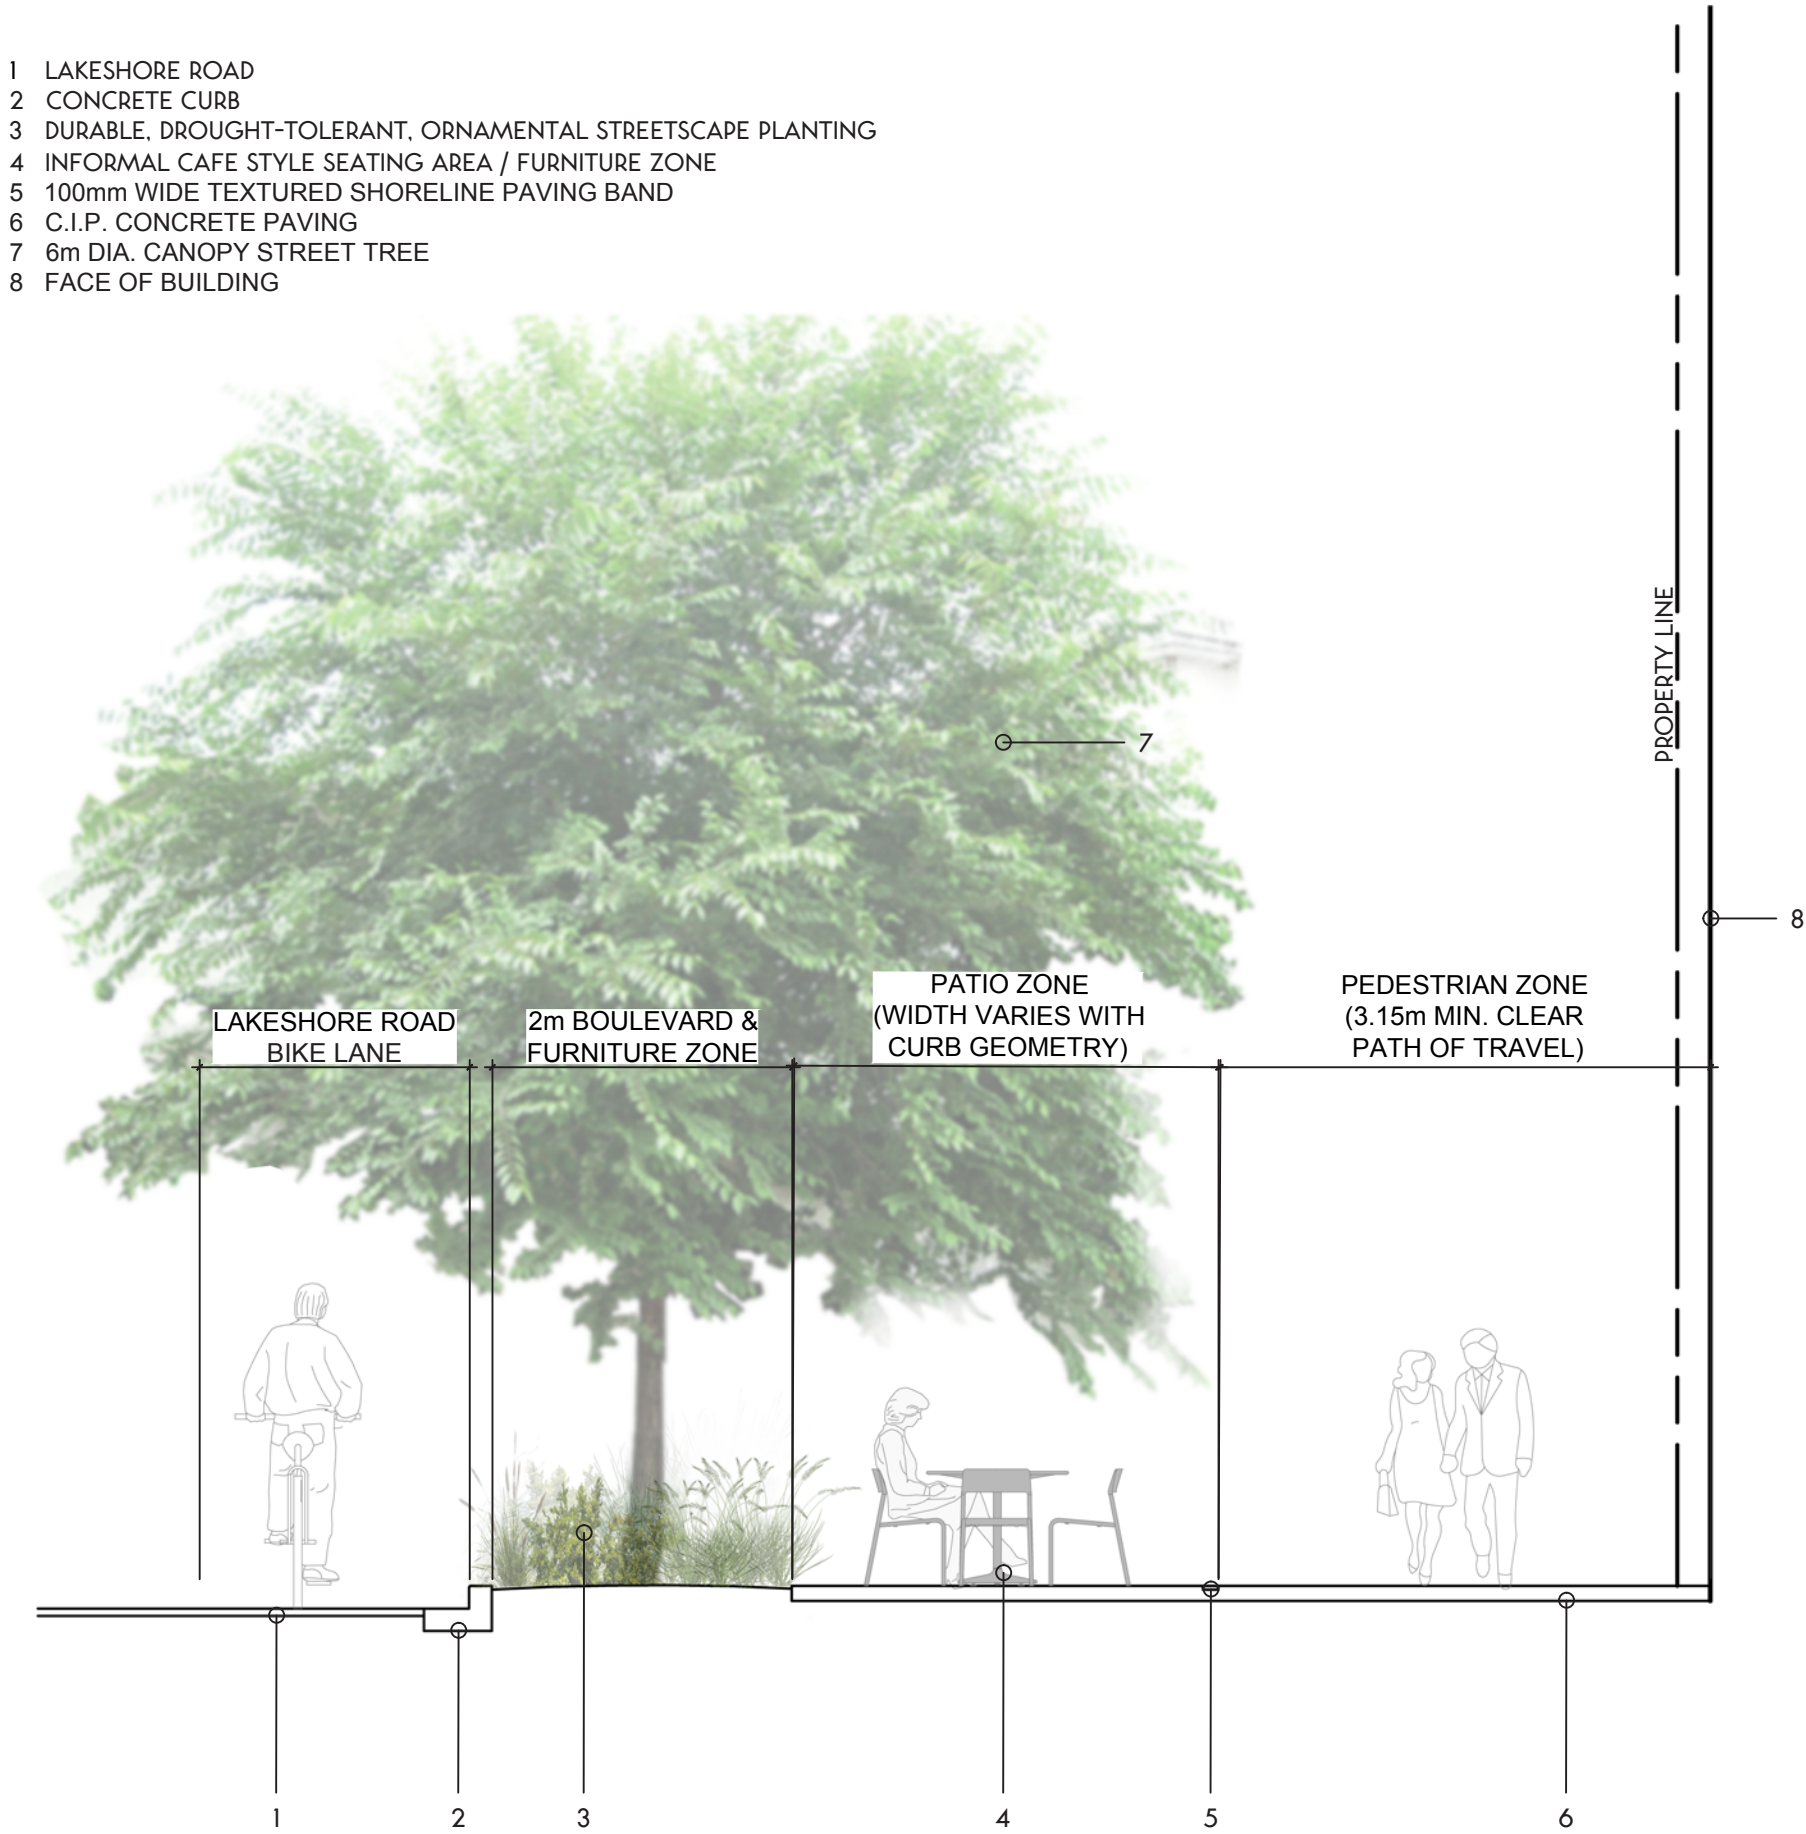 1 LAKESHORE ROAD
2 CONCRETE CURB
3 DURABLE, DROUGHT-TOLERANT, ORNAMENTAL STREETSCAPE PLANTING
4 INFORMAL CAFE STYLE SEATING AREA / FURNITURE ZONE
5 100mm WIDE TEXTURED SHORELINE PAVING BAND
6 C.I.P. CONCRETE PAVING
7 6m DIA. CANOPY STREET TREE
8 FACE OF BUILDING
PROPERTY LINE
7
8
LAKESHORE ROAD
BIKE LANE
2m BOULEVARD &
FURNITURE ZONE
PATIO ZONE
(WIDTH VARIES WITH
CURB GEOMETRY)
PEDESTRIAN ZONE
(3.15m MIN. CLEAR
PATH OF TRAVEL)
1 2 3 4 5 6